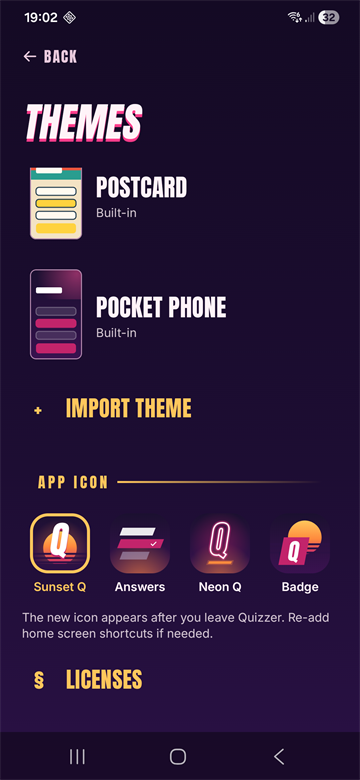 19:02
32
← BACK
THEMES
POSTCARD
Built-in
POCKET PHONE
Built-in
+ IMPORT THEME
APP ICON
Q
Q
Q
Sunset Q
Answers
Neon Q
Badge
The new icon appears after you leave Quizzer. Re-add
home screen shortcuts if needed.
§ LICENSES